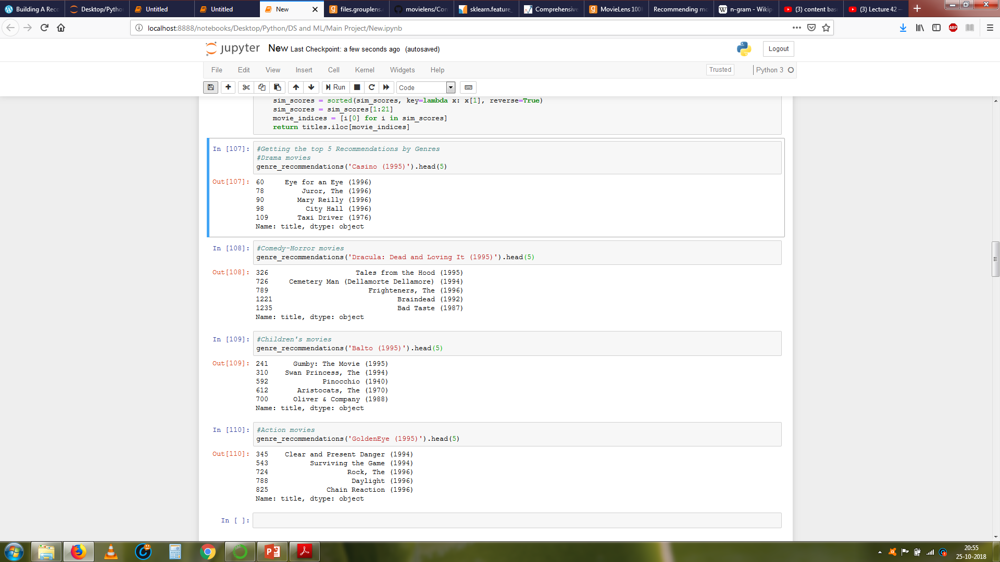 Building A Reco
Desktop/Pytho
Untitled
Untitled
New
files.grouplens.c
movielens/Con
sklearn.feature_
Comprehensive
MovieLens 100
Recommending mo
n-gram - Wikip
(3) content bas
(3) Lecture 42 –
localhost:8888/notebooks/Desktop/Python/DS and ML/Main Project/New.ipynb
ABP
jupyter New Last Checkpoint: a few seconds ago (autosaved)
Logout
File Edit View Insert Cell Kernel Widgets Help
Trusted
Python 3
Run
Code
sim_scores = sorted(sim_scores, key=lambda x: x[1], reverse=True)
sim_scores = sim_scores[1:21]
movie_indices = [i[0] for i in sim_scores]
return titles.iloc[movie_indices]
In [107]: #Getting the top 5 Recommendations by Genres
#Drama movies
genre_recommendations('Casino (1995)').head(5)
Out[107]: 60 Eye for an Eye (1996)
78 Juror, The (1996)
90 Mary Reilly (1996)
98 City Hall (1996)
109 Taxi Driver (1976)
Name: title, dtype: object
In [108]: #Comedy-Horror movies
genre_recommendations('Dracula: Dead and Loving It (1995)').head(5)
Out[108]: 326 Tales from the Hood (1995)
726 Cemetery Man (Dellamorte Dellamore) (1994)
789 Frighteners, The (1996)
1221 Braindead (1992)
1235 Bad Taste (1987)
Name: title, dtype: object
In [109]: #Children's movies
genre_recommendations('Balto (1995)').head(5)
Out[109]: 241 Gumby: The Movie (1995)
310 Swan Princess, The (1994)
592 Pinocchio (1940)
612 Aristocats, The (1970)
700 Oliver & Company (1988)
Name: title, dtype: object
In [110]: #Action movies
genre_recommendations('GoldenEye (1995)').head(5)
Out[110]: 345 Clear and Present Danger (1994)
543 Surviving the Game (1994)
724 Rock, The (1996)
788 Daylight (1996)
825 Chain Reaction (1996)
Name: title, dtype: object
In [ ]:
20:55
25-10-2018